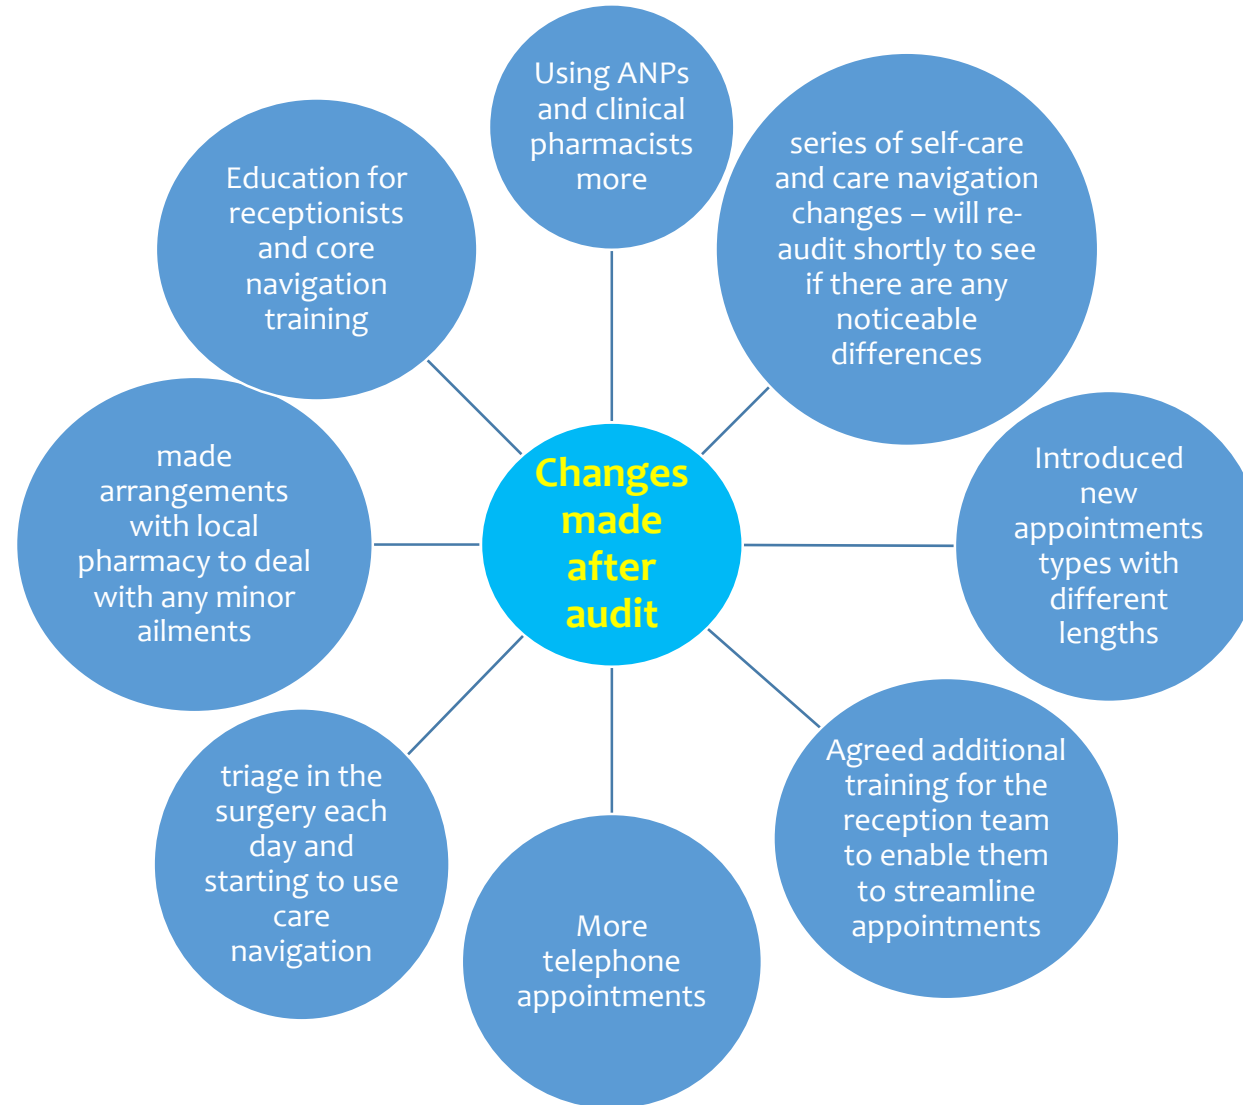 Using ANPs
and clinical
pharmacists
more
series of self-care
and care navigation
changes – will re-
audit shortly to see
if there are any
noticeable
differences
Introduced
new
appointments
types with
different
lengths
Agreed additional
training for the
reception team
to enable them
to streamline
appointments
More
telephone
appointments
triage in the
surgery each
day and
starting to use
care
navigation
made
arrangements
with local
pharmacy to deal
with any minor
ailments
Education for
receptionists
and core
navigation
training
Changes
made
after
audit